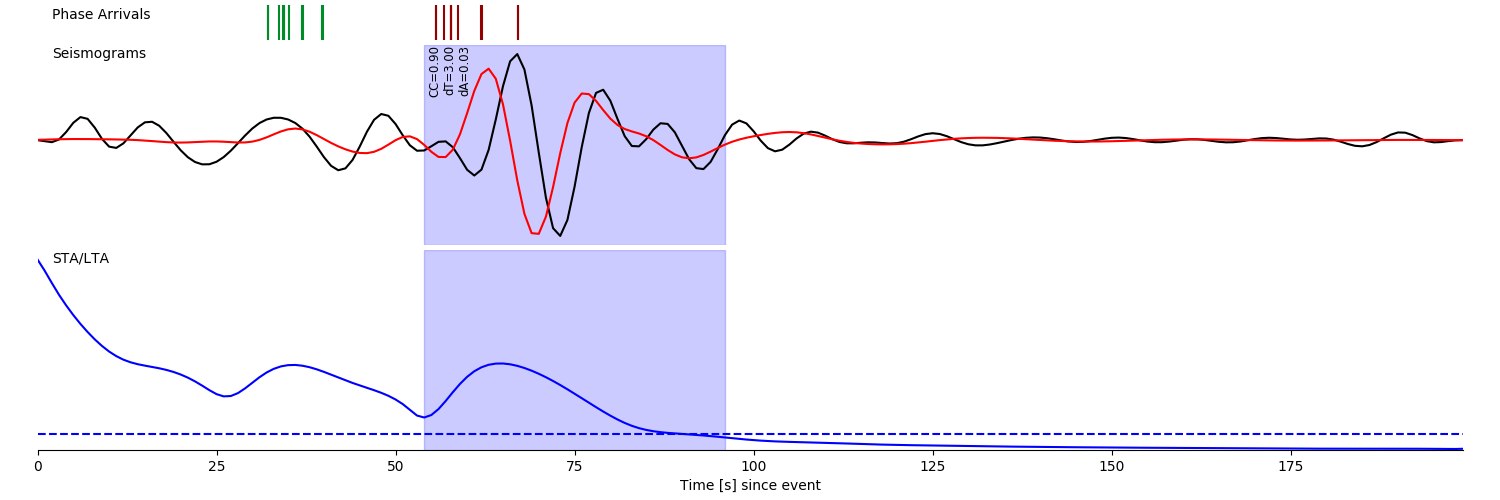 Phase Arrivals
Seismograms
CC=0.90
dT=3.00
dA=0.03
STA/LTA
0 25 50 75 100 125 150 175
Time [s] since event